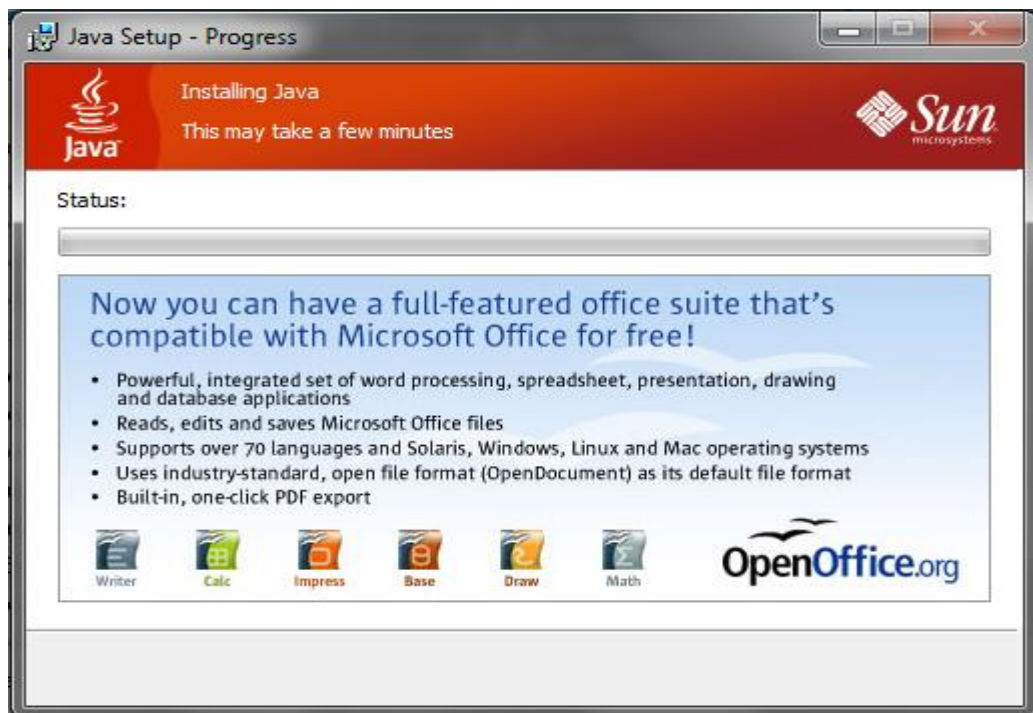 Java Setup - Progress
Installing Java
This may take a few minutes
Java
Sun
microsystems
Status:
Now you can have a full-featured office suite that's
compatible with Microsoft Office for free!
• Powerful, integrated set of word processing, spreadsheet, presentation, drawing
and database applications
• Reads, edits and saves Microsoft Office files
• Supports over 70 languages and Solaris, Windows, Linux and Mac operating systems
• Uses industry-standard, open file format (OpenDocument) as its default file format
• Built-in, one-click PDF export
Writer Calc Impress Base Draw Math
OpenOffice.org